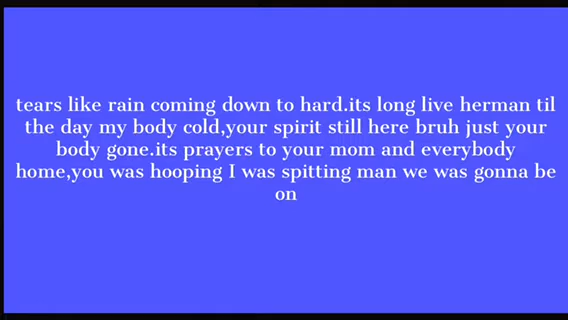 tears like rain coming down to hard.its long live herman til
the day my body cold,your spirit still here bruh just your
body gone.its prayers to your mom and everybody
home,you was hooping I was spitting man we was gonna be
on